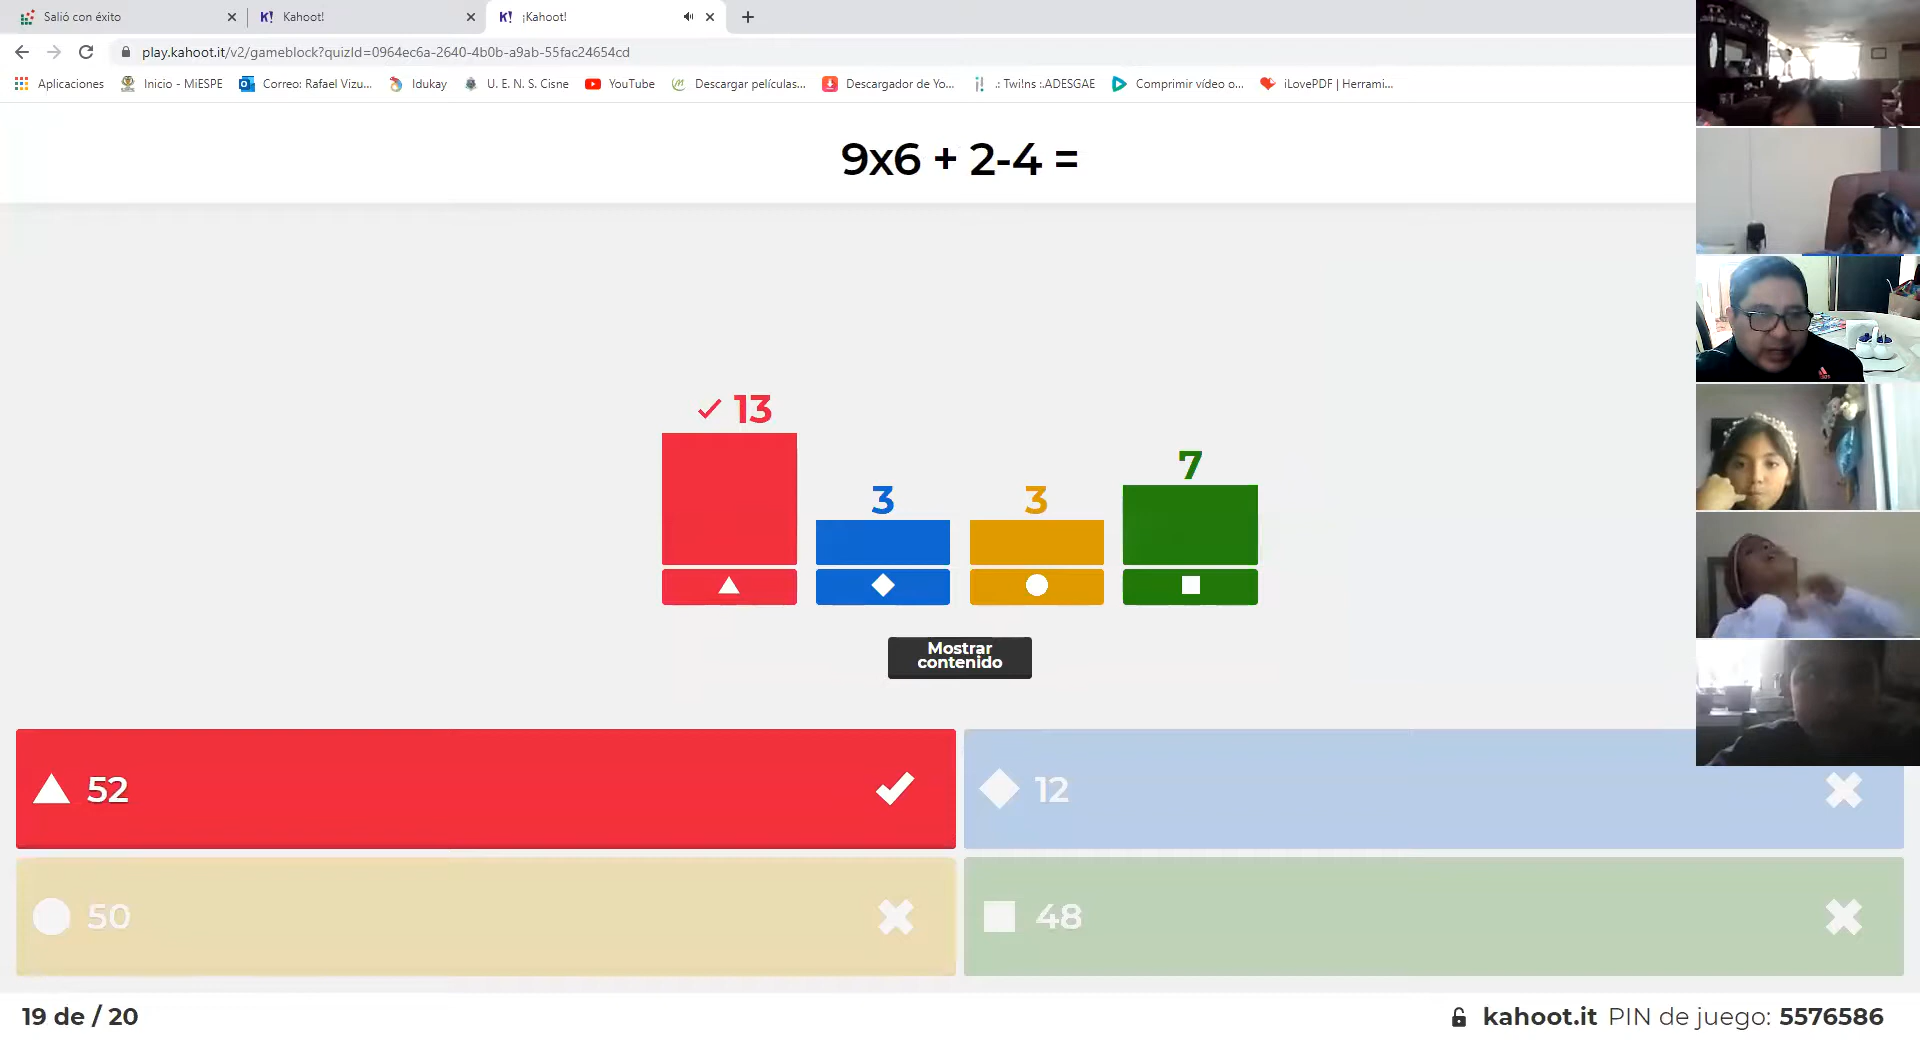 Salió con éxito
K! Kahoot!
K! ¡Kahoot!
play.kahoot.it/v2/gameblock?quizId=0964ec6a-2640-4b0b-a9ab-55fac24654cd
Aplicaciones
Inicio - MiESPE
Correo: Rafael Vizu...
Idukay
U. E. N. S. Cisne
YouTube
Descargar películas...
Descargador de Yo...
.: Twi!ns :.ADESGAE
Comprimir vídeo o...
iLovePDF | Herrami...
9x6 + 2-4 =
13
3
3
7
Mostrar
contenido
52
12
50
48
19 de / 20
kahoot.it PIN de juego: 5576586